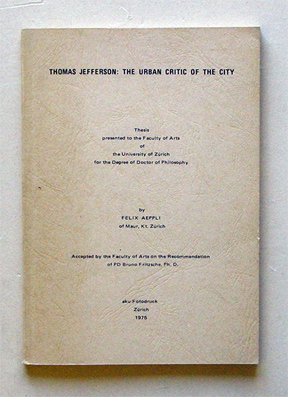 THOMAS JEFFERSON: THE URBAN CRITIC OF THE CITY
Thesis
presented to the Faculty of Arts
of
the University of Zürich
for the Degree of Doctor of Philosophy
by
FELIX AEPPLI
of Maur, Kt. Zürich
Accepted by the Faculty of Arts on the Recommendation
of PD Bruno Fritzsche, Ph. D.
aku-Fotodruck
Zürich
1975